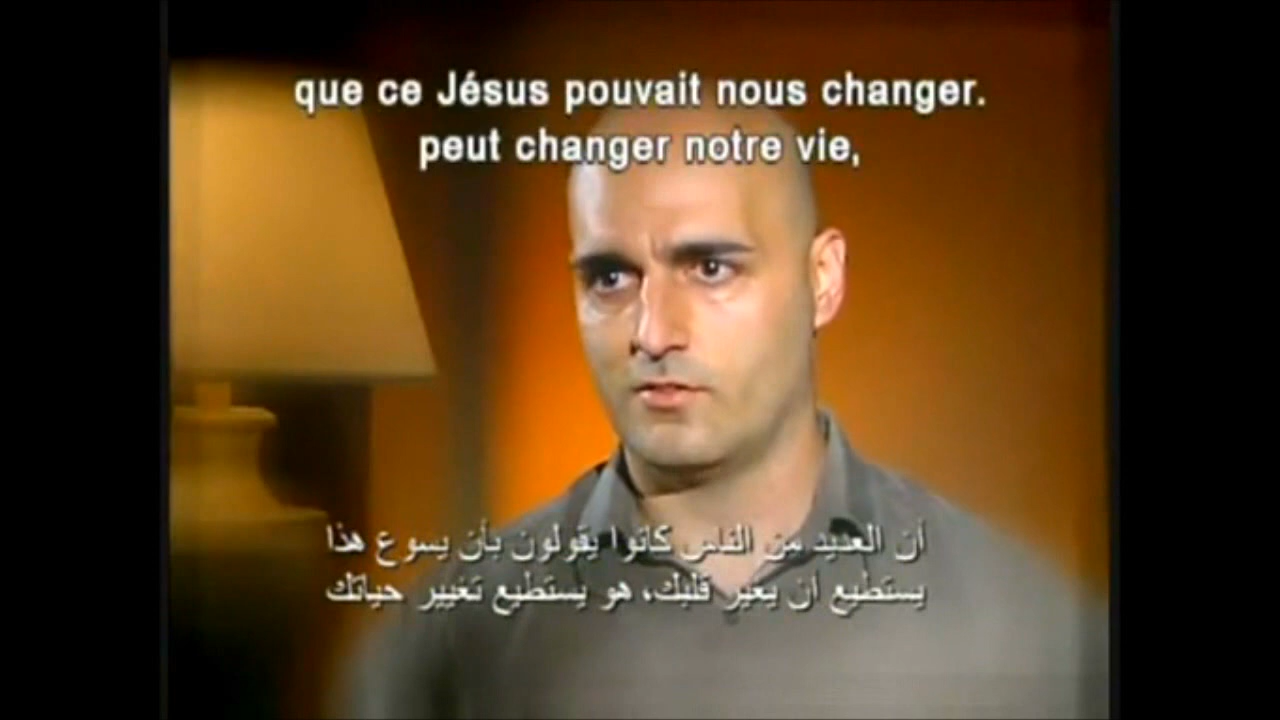 que ce Jésus pouvait nous changer.
peut changer notre vie,
أن العديد من الناس كانوا يقولون بأن يسوع هذا
يستطيع ان يغير قلبك، هو يستطيع تغيير حياتك